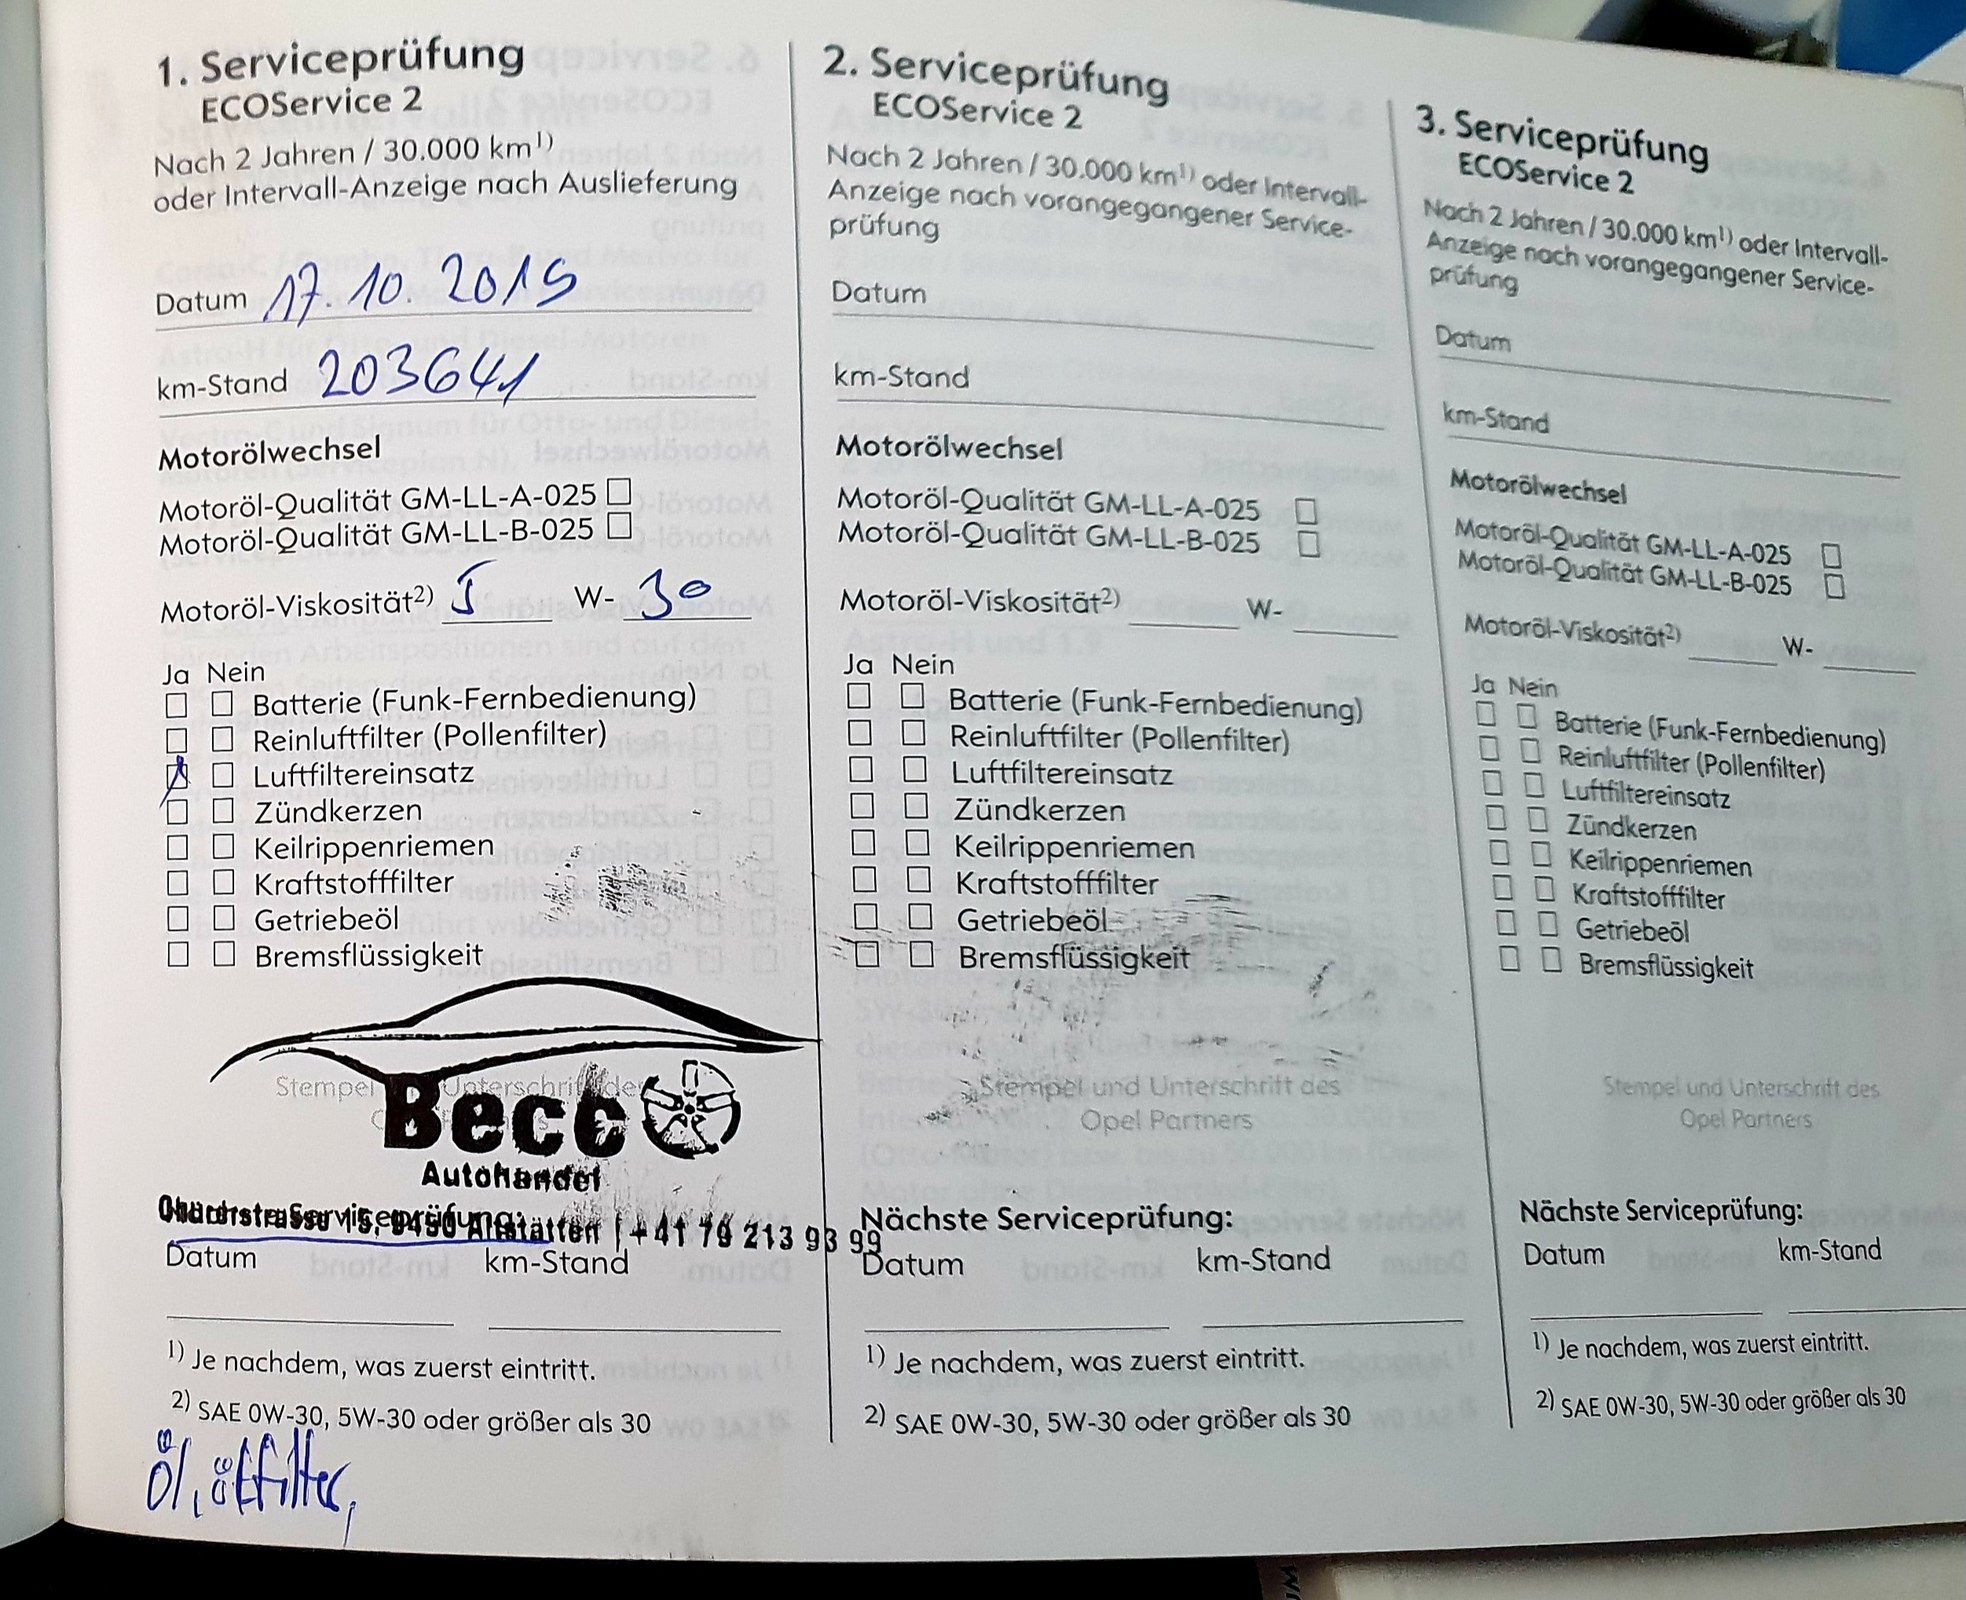 1. Serviceprüfung
ECOService 2
Nach 2 Jahren / 30.000 km1)
oder Intervall-Anzeige nach Auslieferung
Datum 17.10.2019
km-Stand 203641
Motorölwechsel
Motoröl-Qualität GM-LL-A-025 ☐
Motoröl-Qualität GM-LL-B-025 ☐
Motoröl-Viskosität2) 5 W- 30
Ja Nein
☐ ☐ Batterie (Funk-Fernbedienung)
☐ ☐ Reinluftfilter (Pollenfilter)
☒ ☐ Luftfiltereinsatz
☐ ☐ Zündkerzen
☐ ☐ Keilrippenriemen
☐ ☐ Kraftstofffilter
☐ ☐ Getriebeöl
☐ ☐ Bremsflüssigkeit
Stempel Unterschrift des
Becco
Autohandel
15, 9450 Altstätten | +41 79 213 93 99
Serviceprüfung:
Datum km-Stand
1) Je nachdem, was zuerst eintritt.
2) SAE 0W-30, 5W-30 oder größer als 30
Öl, ölfilter,
2. Serviceprüfung
ECOService 2
Nach 2 Jahren / 30.000 km1) oder Intervall-
Anzeige nach vorangegangener Service-
prüfung
Datum
km-Stand
Motorölwechsel
Motoröl-Qualität GM-LL-A-025 ☐
Motoröl-Qualität GM-LL-B-025 ☐
Motoröl-Viskosität2) W-
Ja Nein
☐ ☐ Batterie (Funk-Fernbedienung)
☐ ☐ Reinluftfilter (Pollenfilter)
☐ ☐ Luftfiltereinsatz
☐ ☐ Zündkerzen
☐ ☐ Keilrippenriemen
☐ ☐ Kraftstofffilter
☐ ☐ Getriebeöl
☐ ☐ Bremsflüssigkeit
Stempel und Unterschrift des
Opel Partners
Nächste Serviceprüfung:
Datum km-Stand
1) Je nachdem, was zuerst eintritt.
2) SAE 0W-30, 5W-30 oder größer als 30
3. Serviceprüfung
ECOService 2
Nach 2 Jahren / 30.000 km1) oder Intervall-
Anzeige nach vorangegangener Service-
prüfung
Datum
km-Stand
Motorölwechsel
Motoröl-Qualität GM-LL-A-025 ☐
Motoröl-Qualität GM-LL-B-025 ☐
Motoröl-Viskosität2) W-
Ja Nein
☐ ☐ Batterie (Funk-Fernbedienung)
☐ ☐ Reinluftfilter (Pollenfilter)
☐ ☐ Luftfiltereinsatz
☐ ☐ Zündkerzen
☐ ☐ Keilrippenriemen
☐ ☐ Kraftstofffilter
☐ ☐ Getriebeöl
☐ ☐ Bremsflüssigkeit
Stempel und Unterschrift des
Opel Partners
Nächste Serviceprüfung:
Datum km-Stand
1) Je nachdem, was zuerst eintritt.
2) SAE 0W-30, 5W-30 oder größer als 30